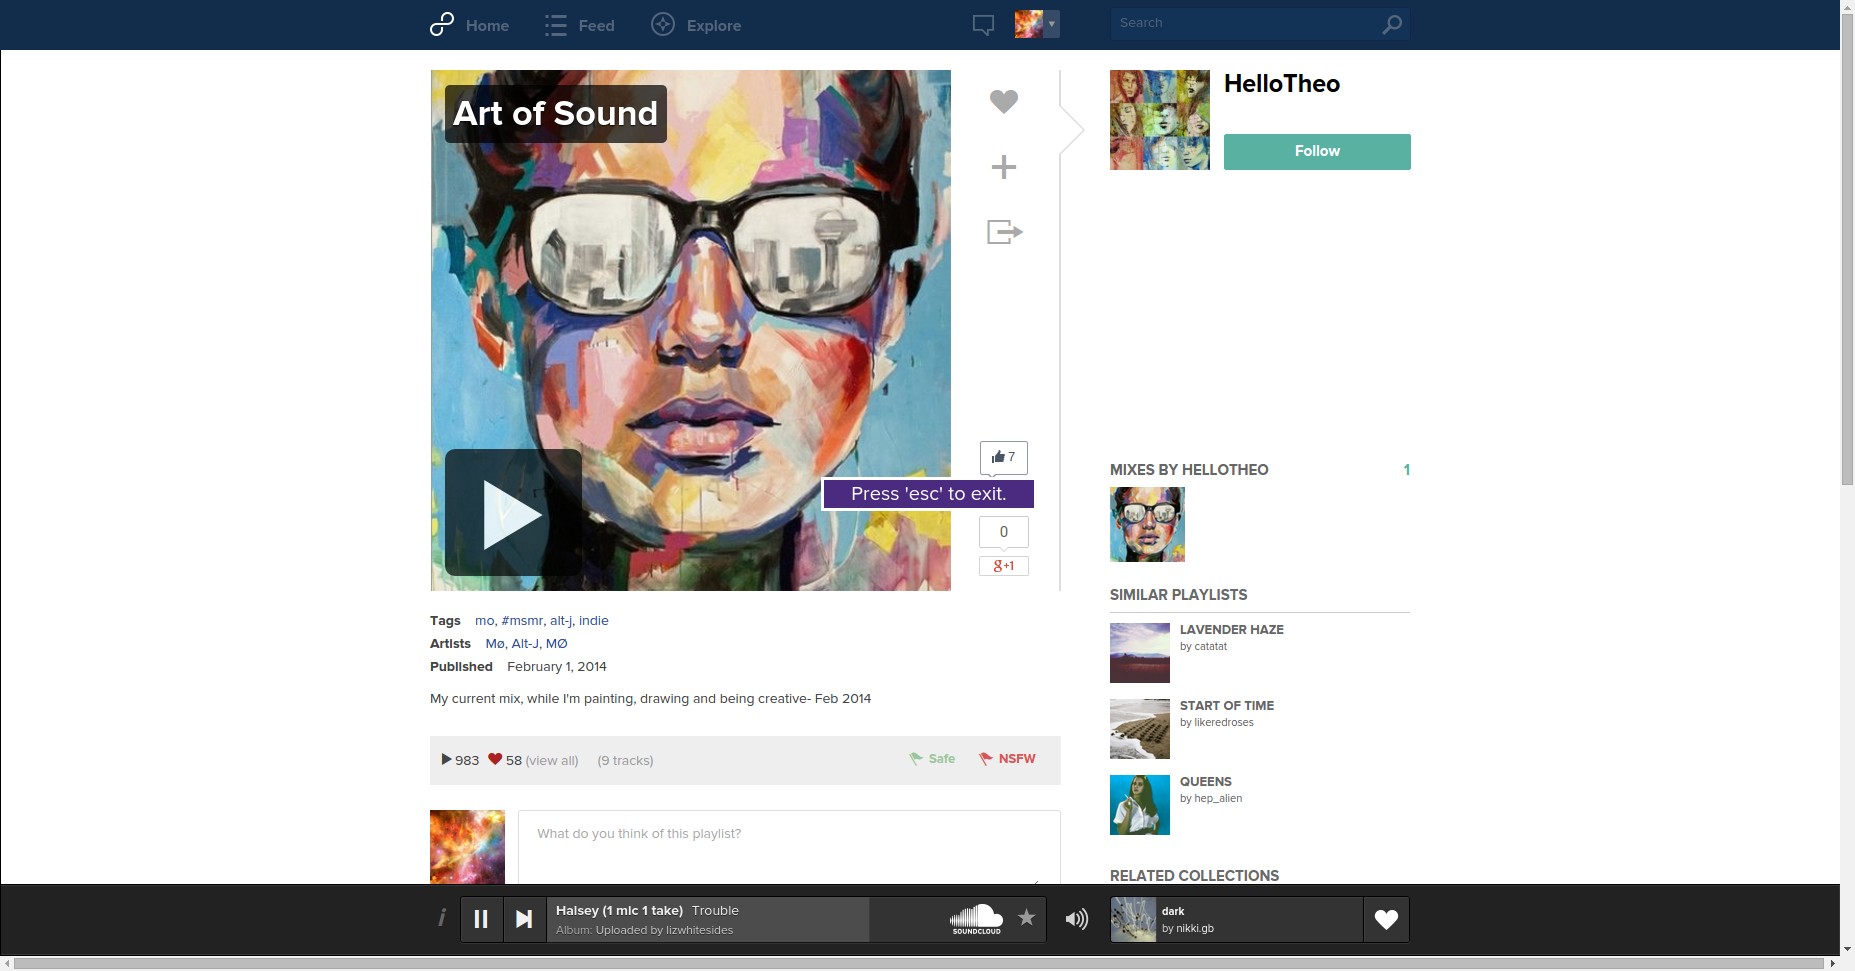 Home
Feed
Explore
Search
Art of Sound
HelloTheo
Follow
7
Press 'esc' to exit.
0
g+1
MIXES BY HELLOTHEO 1
SIMILAR PLAYLISTS
LAVENDER HAZE
by catatat
START OF TIME
by likeredroses
QUEENS
by hep_alien
RELATED COLLECTIONS
Tags mo, #msmr, alt-j, indie
Artists Mø, Alt-J, MØ
Published February 1, 2014
My current mix, while I'm painting, drawing and being creative- Feb 2014
983 58 (view all) (9 tracks) Safe NSFW
What do you think of this playlist?
i
Halsey (1 mic 1 take) Trouble
Album: Uploaded by lizwhitesides
SOUNDCLOUD
dark
by nikki.gb